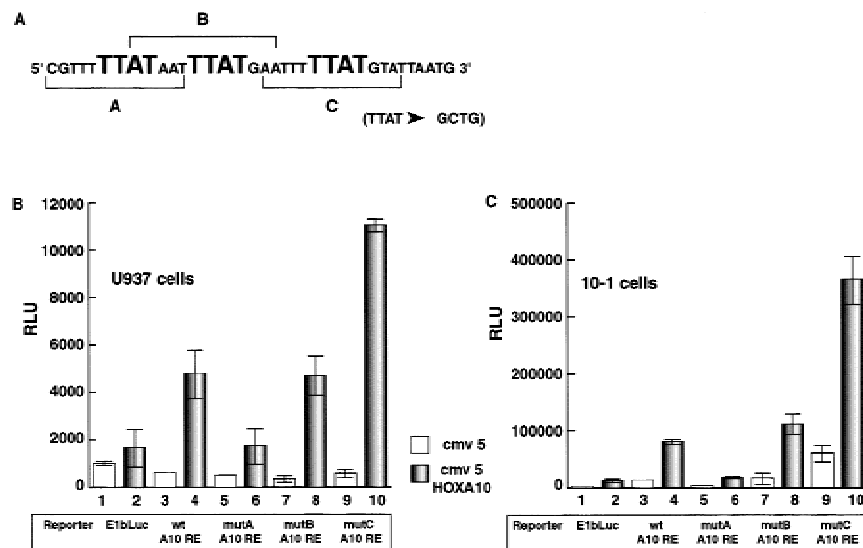 A
B
5' CGTTT TTAT AAT TTAT GAATTT TTAT GTATTAATG 3'
A
C
(TTAT ➤ GCTG)
B
12000
10000
8000
6000
4000
2000
0
RLU
U937 cells
1 2 3 4 5 6 7 8 9 10
Reporter E1bLuc wt mutA mutB mutC
A10 RE A10 RE A10 RE A10 RE
cmv 5
cmv 5
HOXA10
C
500000
400000
300000
200000
100000
0
RLU
10-1 cells
1 2 3 4 5 6 7 8 9 10
Reporter E1bLuc wt mutA mutB mutC
A10 RE A10 RE A10 RE A10 RE